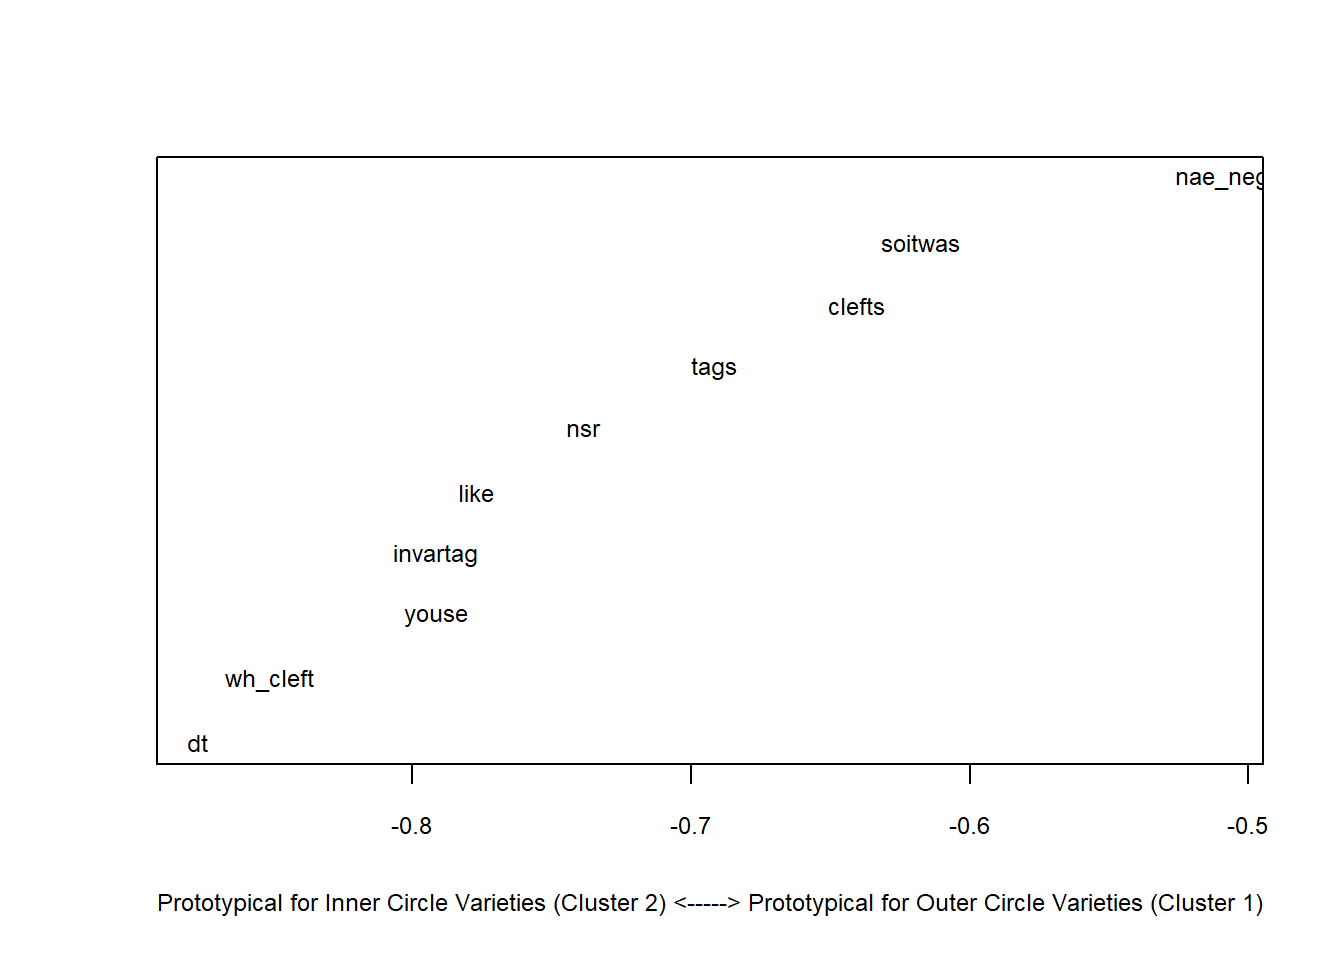 nae_neg
soitwas
clefts
tags
nsr
like
invartag
youse
wh_cleft
dt
-0.8 -0.7 -0.6 -0.5
Prototypical for Inner Circle Varieties (Cluster 2) <-----> Prototypical for Outer Circle Varieties (Cluster 1)